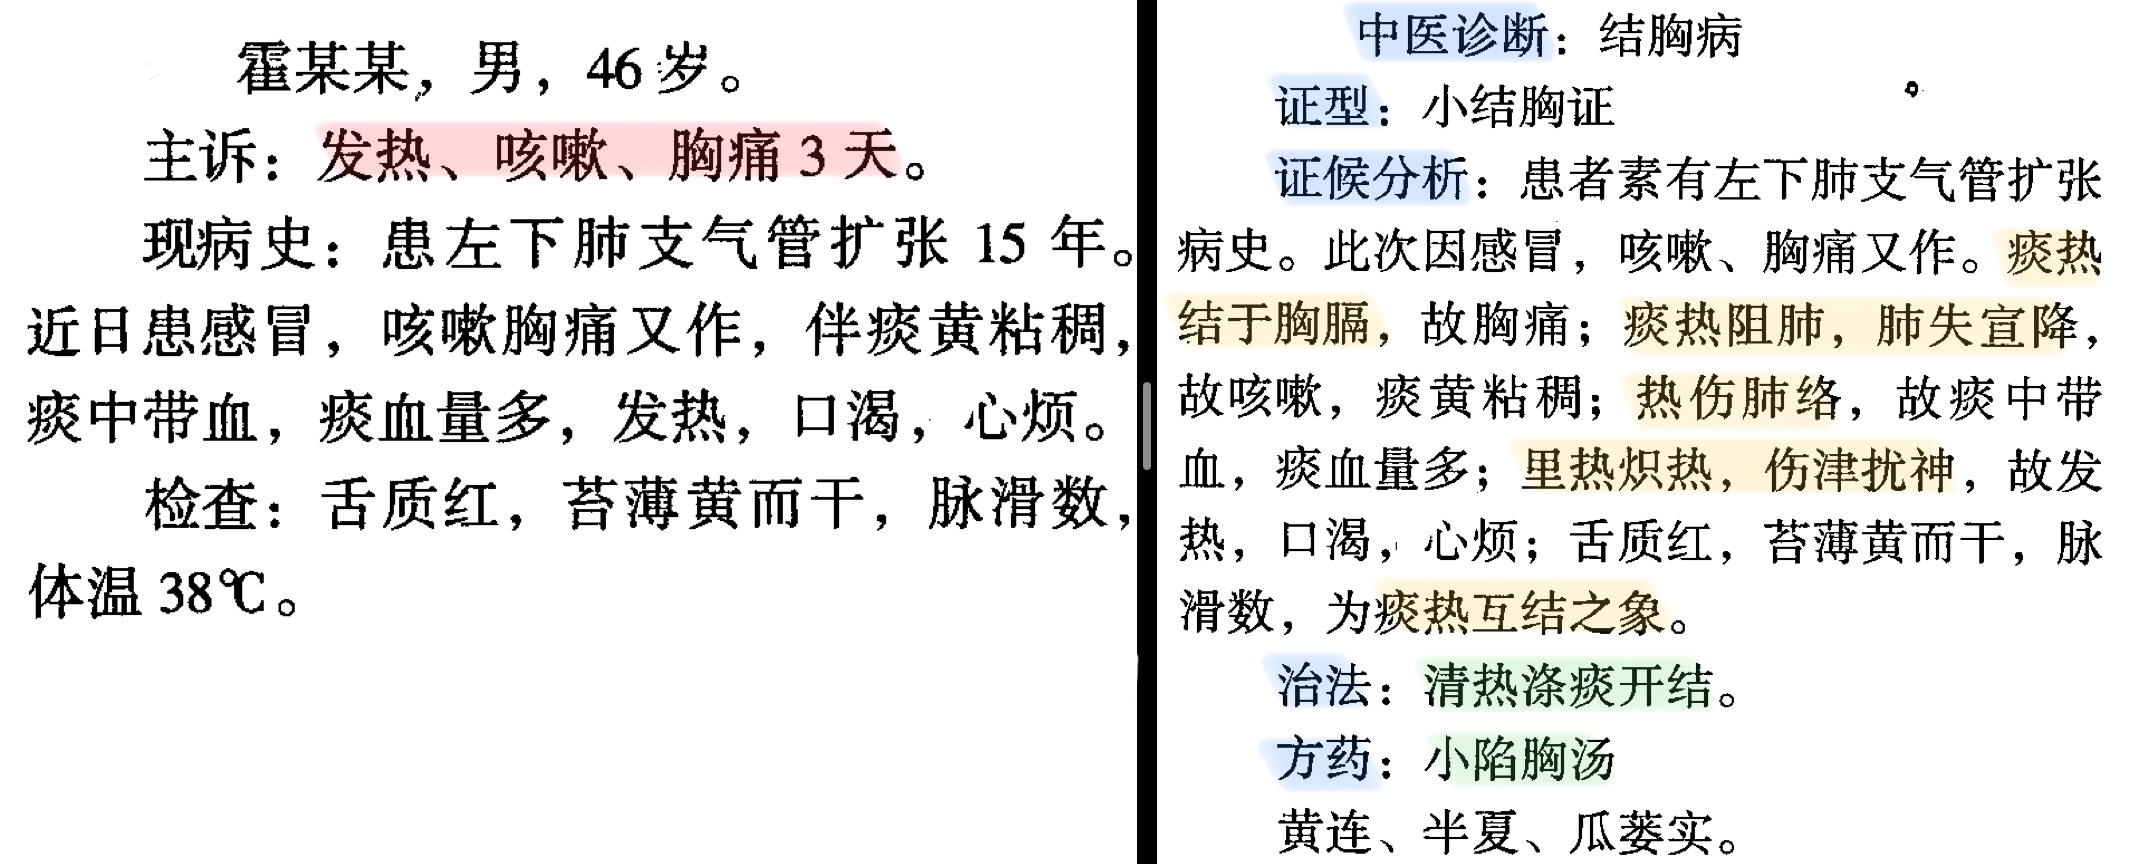 霍某某，男，46岁。
主诉：发热、咳嗽、胸痛3天。
现病史：患左下肺支气管扩张15年。
近日患感冒，咳嗽胸痛又作，伴痰黄粘稠，
痰中带血，痰血量多，发热，口渴，心烦。
检查：舌质红，苔薄黄而干，脉滑数，
体温38℃。
中医诊断：结胸病
证型：小结胸证
证候分析：患者素有左下肺支气管扩张
病史。此次因感冒，咳嗽、胸痛又作。痰热
结于胸膈，故胸痛；痰热阻肺，肺失宣降，
故咳嗽，痰黄粘稠；热伤肺络，故痰中带
血，痰血量多；里热炽热，伤津扰神，故发
热，口渴，心烦；舌质红，苔薄黄而干，脉
滑数，为痰热互结之象。
治法：清热涤痰开结。
方药：小陷胸汤
黄连、半夏、瓜蒌实。